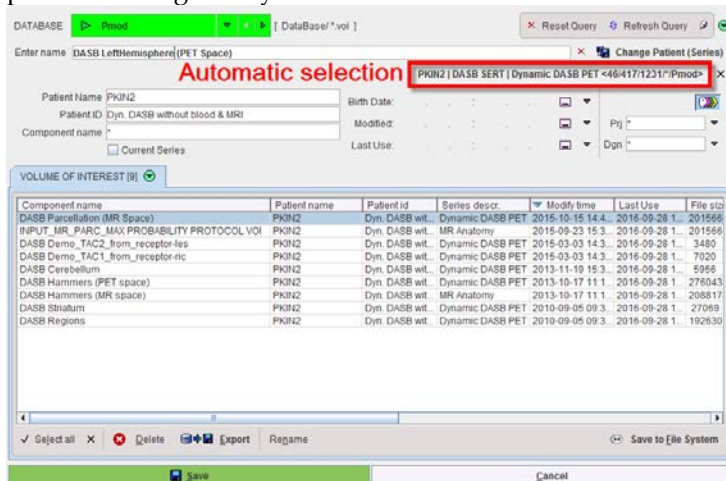 DATABASE Pmod [ DataBase/*.voi ] Reset Query Refresh Query
Enter name DASB LeftHemisphere (PET Space) Change Patient (Series)
Automatic selection PKIN2 | DASB SERT | Dynamic DASB PET <46/417/1231/*/Pmod>
Patient Name PKIN2 Birth Date:
Patient ID Dyn. DASB without blood & MRI Modified: Prj *
Component name * Last Use: Dgn *
Current Series
VOLUME OF INTEREST [9]
Component name Patient name Patient id Series descr. Modify time Last Use File siz
DASB Parcellation (MR Space) PKIN2 Dyn. DASB wit... Dynamic DASB PET 2015-10-15 14:4... 2016-09-28 1... 201566
INPUT_MR_PARC_MAX PROBABILITY PROTOCOL VOI PKIN2 Dyn. DASB wit... MR Anatomy 2015-09-23 15:3... 2016-09-28 1... 201566
DASB Demo_TAC2_from_receptor-les PKIN2 Dyn. DASB wit... Dynamic DASB PET 2015-03-03 14:3... 2016-09-28 1... 3480
DASB Demo_TAC1_from_receptor-ric PKIN2 Dyn. DASB wit... Dynamic DASB PET 2015-03-03 14:3... 2016-09-28 1... 7020
DASB Cerebellum PKIN2 Dyn. DASB wit... Dynamic DASB PET 2013-11-19 15:3... 2016-09-28 1... 5956
DASB Hammers (PET space) PKIN2 Dyn. DASB wit... Dynamic DASB PET 2013-10-17 11:1... 2016-09-28 1... 276043
DASB Hammers (MR space) PKIN2 Dyn. DASB wit... MR Anatomy 2013-10-17 11:1... 2016-09-28 1... 208817
DASB Striatum PKIN2 Dyn. DASB wit... Dynamic DASB PET 2010-09-05 09:3... 2016-09-28 1... 27069
DASB Regions PKIN2 Dyn. DASB wit... Dynamic DASB PET 2010-09-05 09:3... 2016-09-28 1... 192630
Select all Delete Export Rename Save to File System
Save Cancel